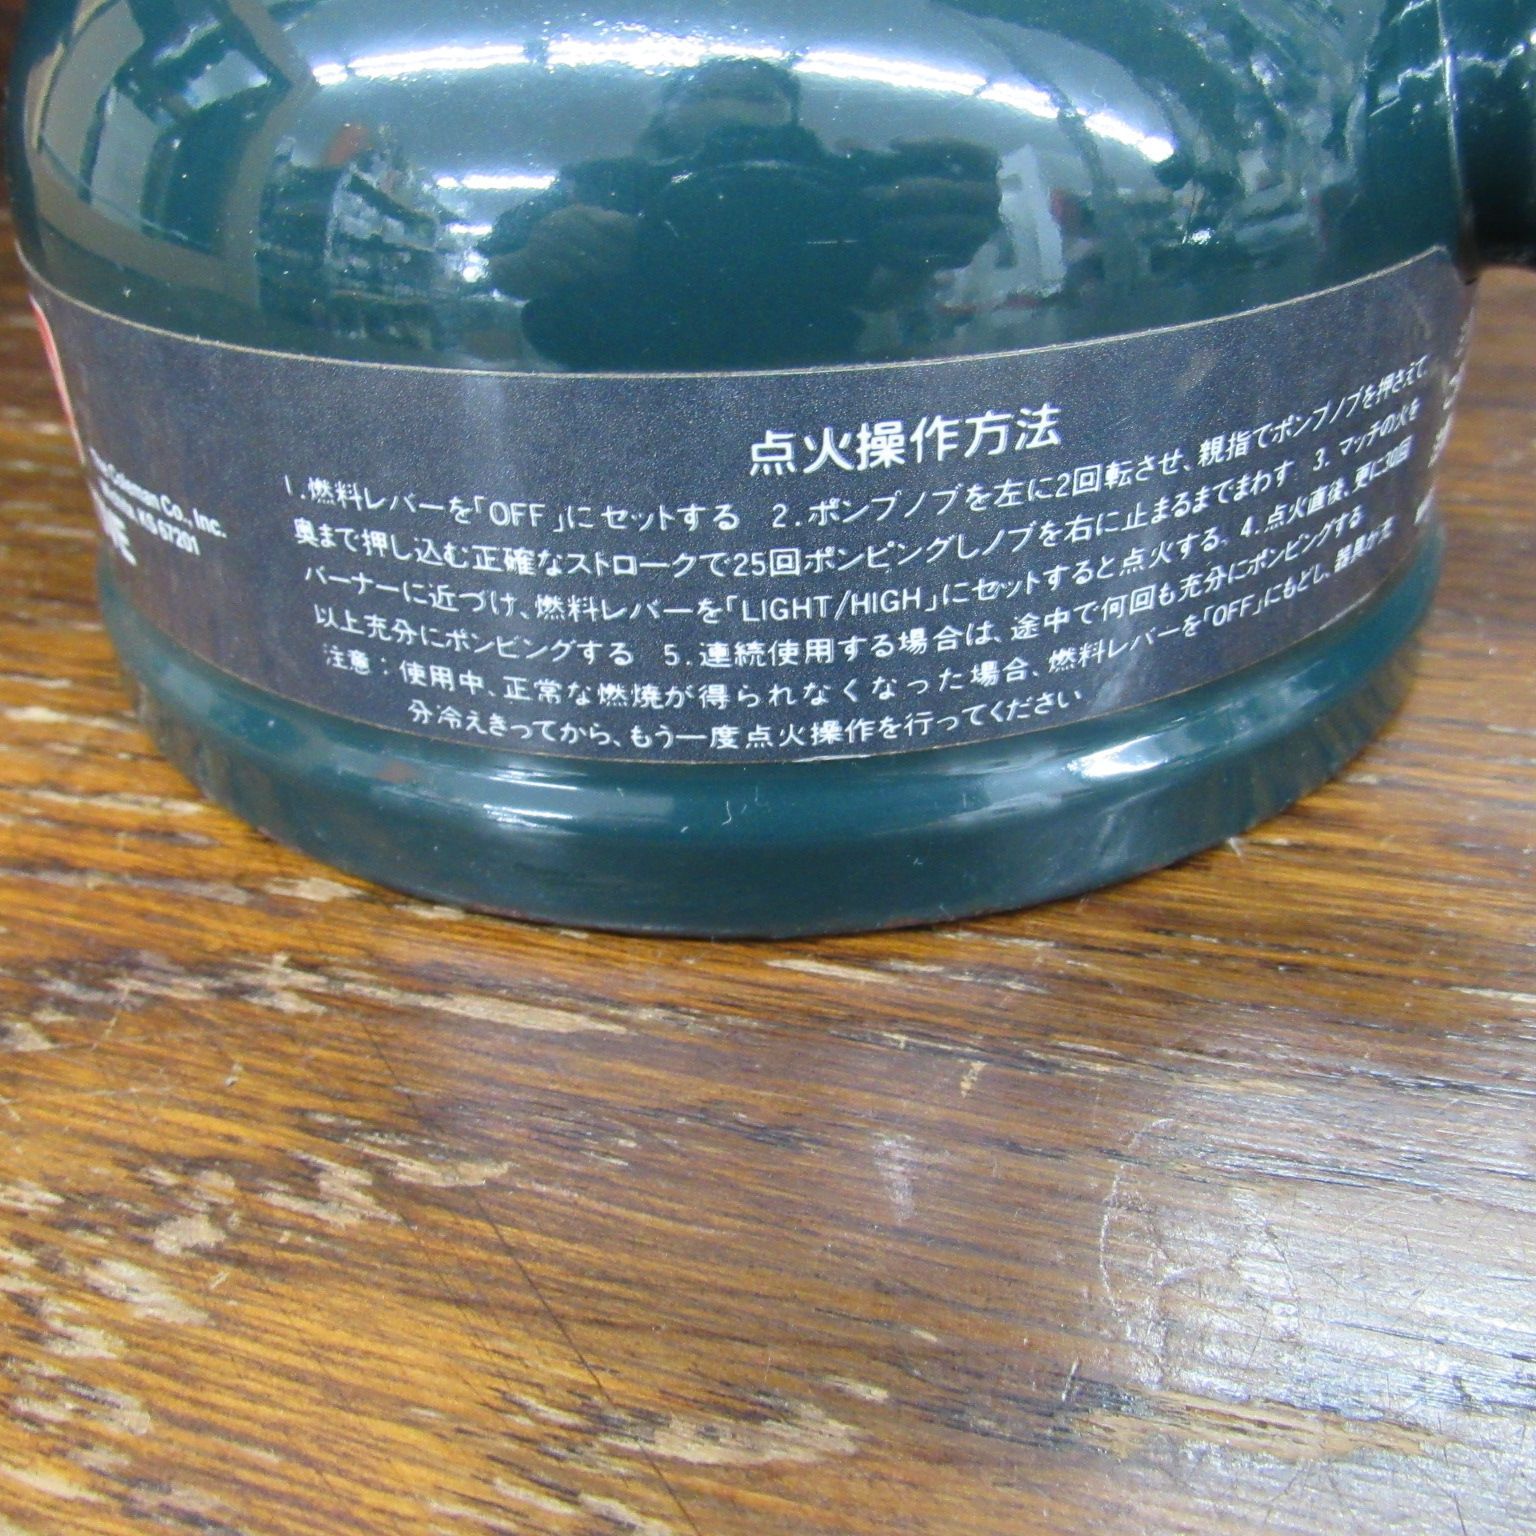 点火操作方法
1.燃料レバーを「OFF」にセットする 2.ポンプノブを左に2回転させ、親指でポンプノブを押さえて、
奥まで押し込む正確なストロークで25回ポンピングしノブを右に止まるまでまわす 3.マッチの火を
バーナーに近づけ、燃料レバーを「LIGHT/HIGH」にセットすると点火する。4.点火直後、更に30回
以上充分にポンピングする 5.連続使用する場合は、途中で何回も充分にポンピングする
注意：使用中、正常な燃焼が得られなくなった場合、燃料レバーを「OFF」にもどし、器具が充
分冷えきってから、もう一度点火操作を行ってください
Coleman Co., Inc.
KS 67201